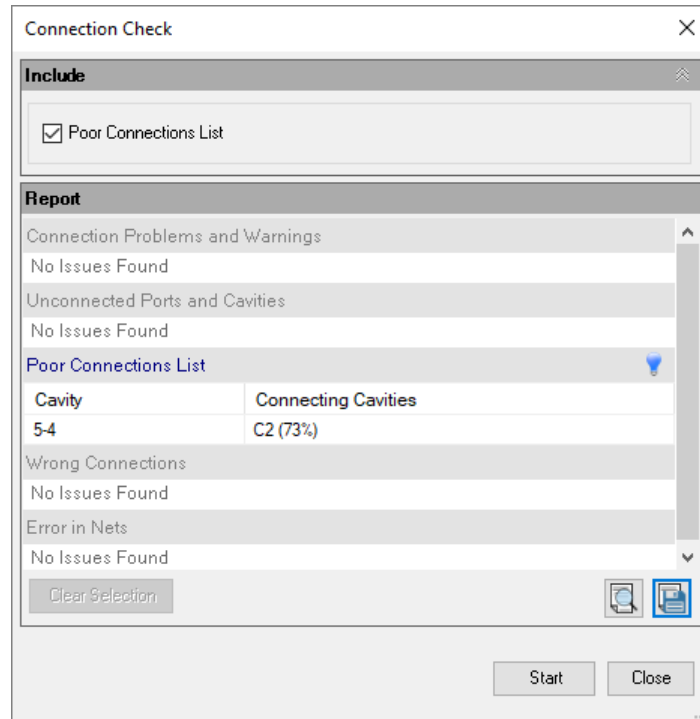 Connection Check
Include
Poor Connections List
Report
Connection Problems and Warnings
No Issues Found
Unconnected Ports and Cavities
No Issues Found
Poor Connections List
Cavity Connecting Cavities
5-4 C2 (73%)
Wrong Connections
No Issues Found
Error in Nets
No Issues Found
Clear Selection
Start Close